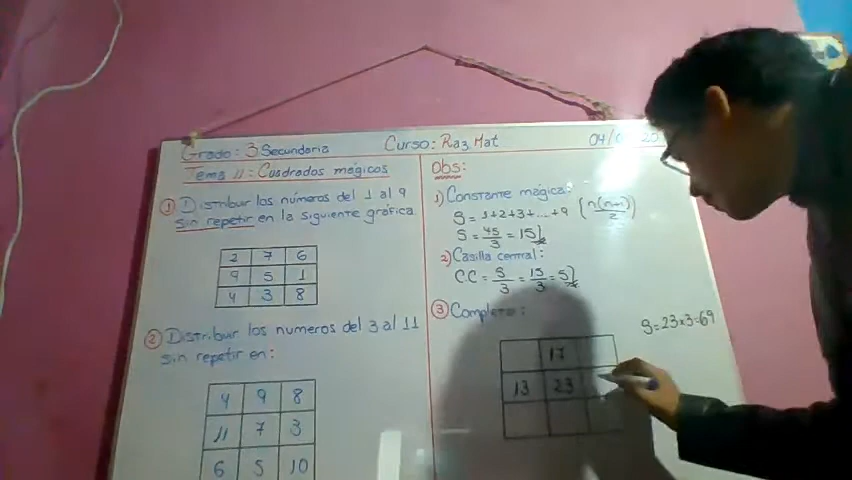 Grado: 3 Secundaria
Curso: Raz Mat
04/
Tema 11: Cuadrados mágicos
① Distribuir los números del 1 al 9
sin repetir en la siguiente gráfica
2 7 6
9 5 1
4 3 8
② Distribuir los numeros del 3 al 11
sin repetir en:
4 9 8
11 7 3
6 5 10
Obs:
1) Constante mágica:
S = 1+2+3+...+9 (n(n+1)/2)
S = 45/3 = 15
2) Casilla central:
C.C = S/3 = 15/3 = 5
③ Completar:
S = 23x3 = 69
17
13 23